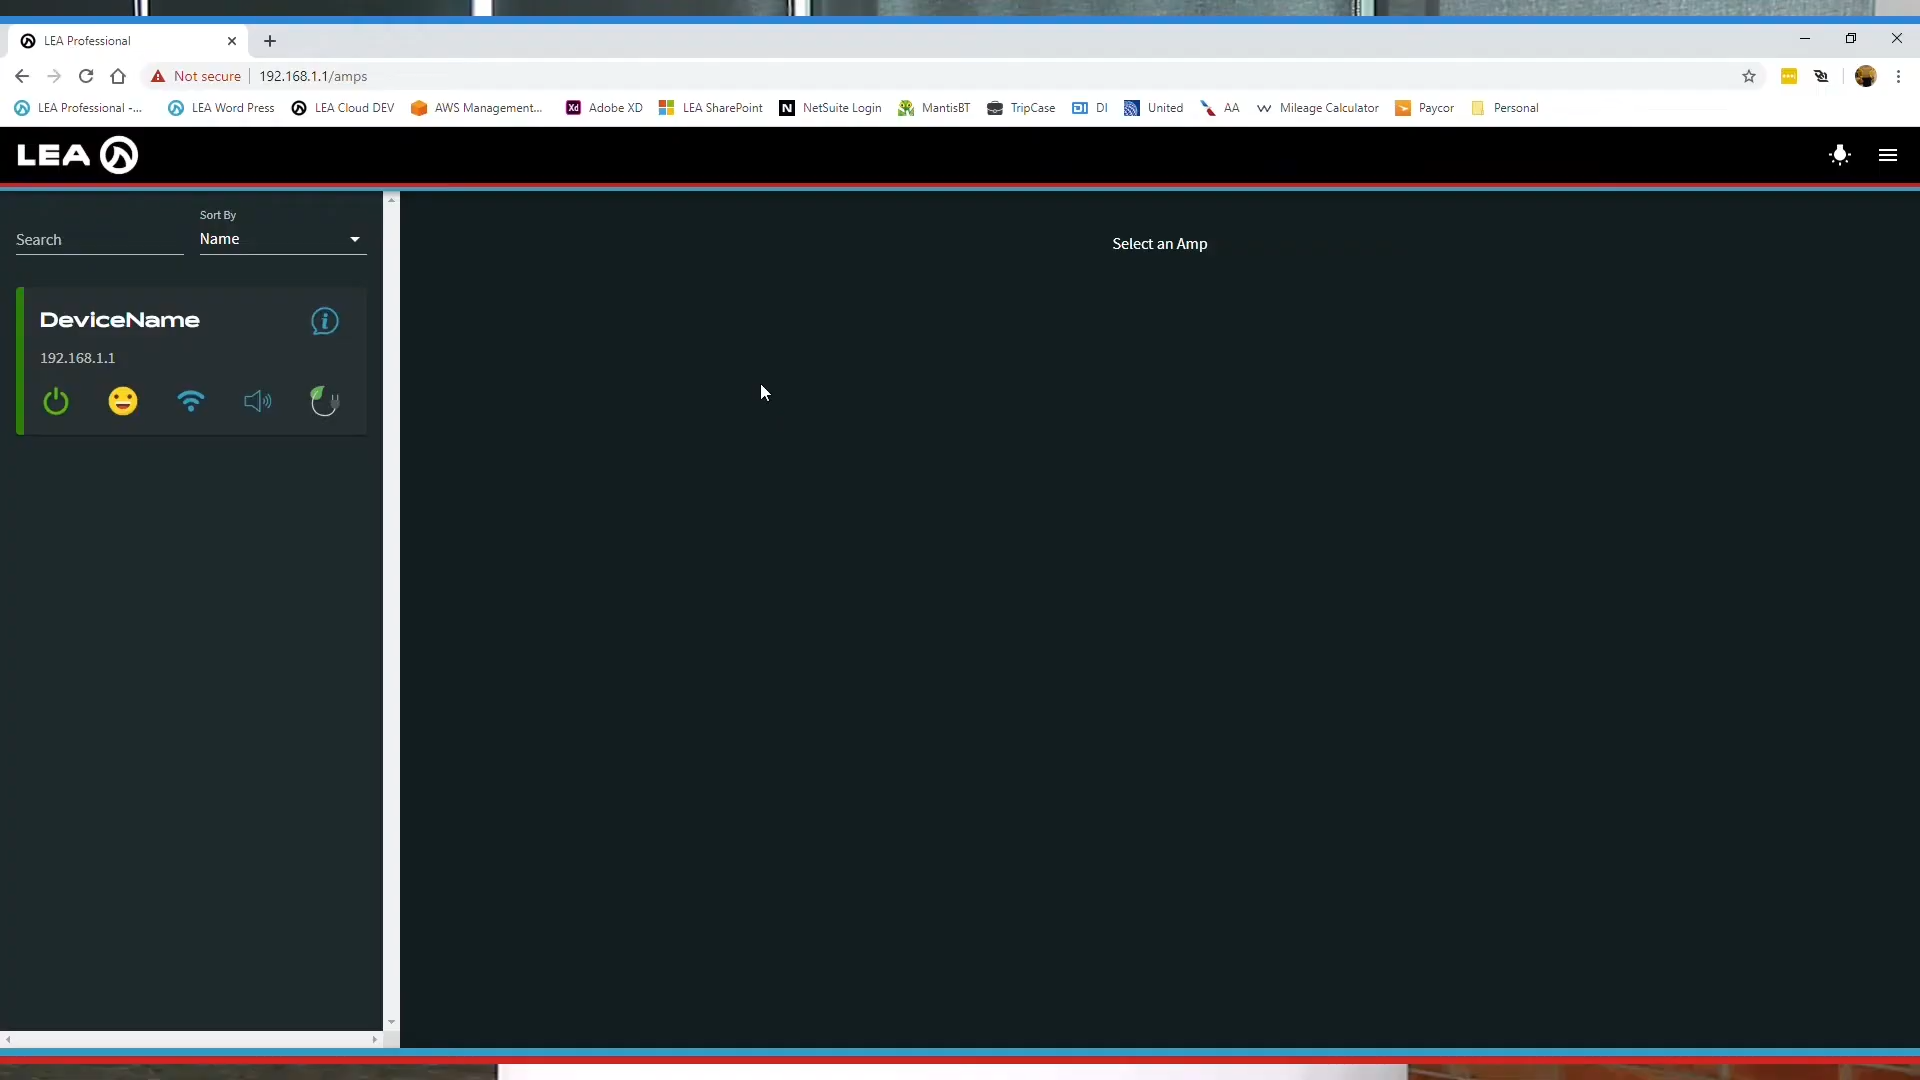 LEA Professional
Not secure
192.168.1.1/amps
LEA Professional -...
LEA Word Press
LEA Cloud DEV
AWS Management...
Xd
Adobe XD
LEA SharePoint
N
NetSuite Login
MantisBT
TripCase
DI
United
AA
Mileage Calculator
Paycor
Personal
LEA
Search
Sort By
Name
Select an Amp
DeviceName
192.168.1.1